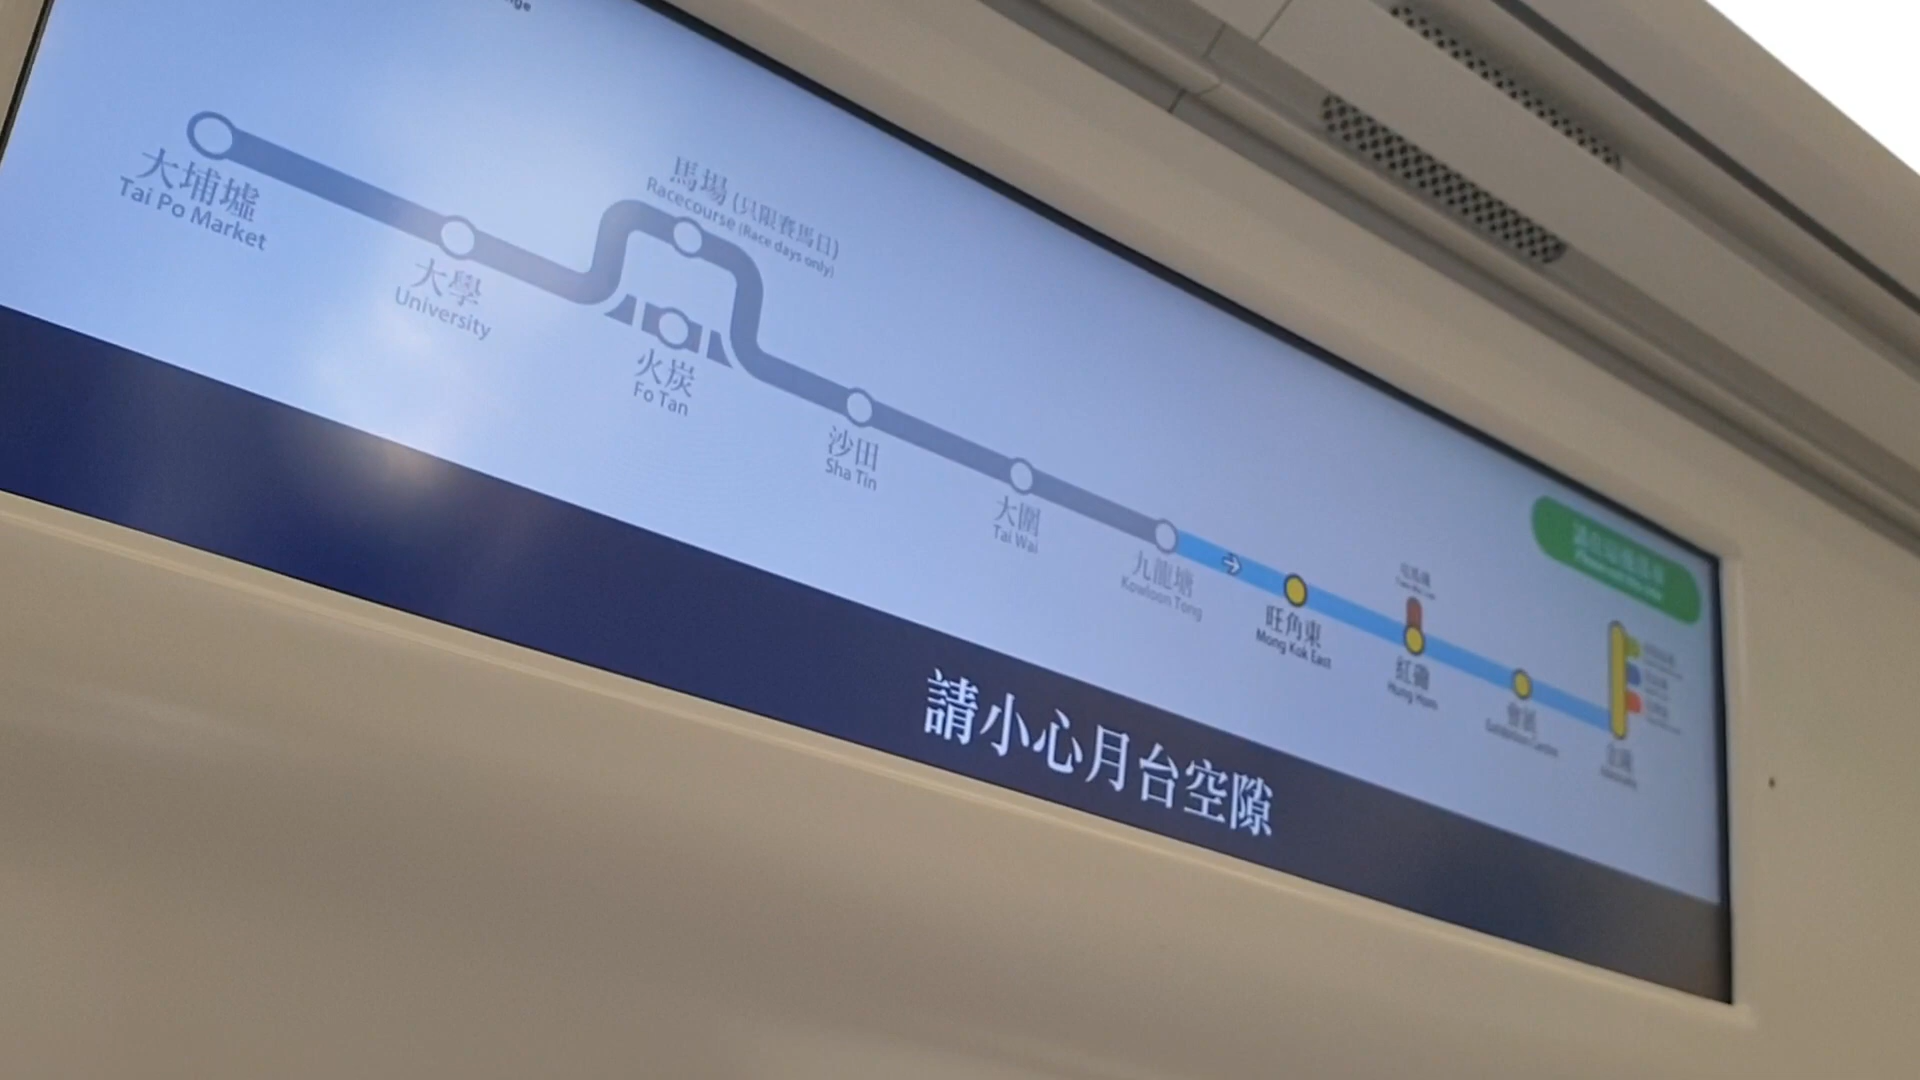 大埔墟
Tai Po Market
大學
University
馬場 (只限賽馬日)
Racecourse (Race days only)
火炭
Fo Tan
沙田
Sha Tin
大圍
Tai Wai
九龍塘
Kowloon Tong
旺角東
Mong Kok East
紅磡
Hung Hom
會展
Exhibition Centre
金鐘
請小心月台空隙